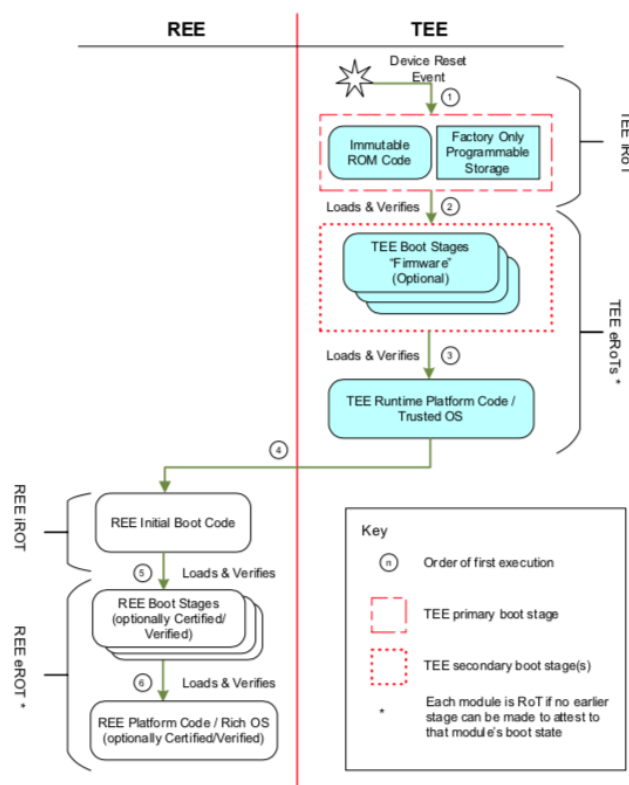 REE
TEE
Device Reset
Event
1
Immutable
ROM Code
Factory Only
Programmable
Storage
TEE iRoT
Loads & Verifies
2
TEE Boot Stages
"Firmware"
(Optional)
TEE eRoTs *
Loads & Verifies
3
TEE Runtime Platform Code /
Trusted OS
4
REE iROT
REE Initial Boot Code
5
Loads & Verifies
REE Boot Stages
(optionally Certified/
Verified)
REE eROT *
6
Loads & Verifies
REE Platform Code / Rich OS
(optionally Certified/Verified)
Key
n
Order of first execution
TEE primary boot stage
TEE secondary boot stage(s)
*
Each module is RoT if no earlier
stage can be made to attest to
that module's boot state